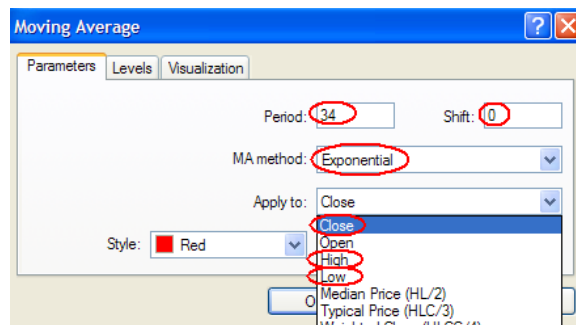 Moving Average
Parameters Levels Visualization
Period: 34 Shift: 0
MA method: Exponential
Apply to: Close
Close
Style: Red Open
High
Low
Median Price (HL/2)
Typical Price (HLC/3)